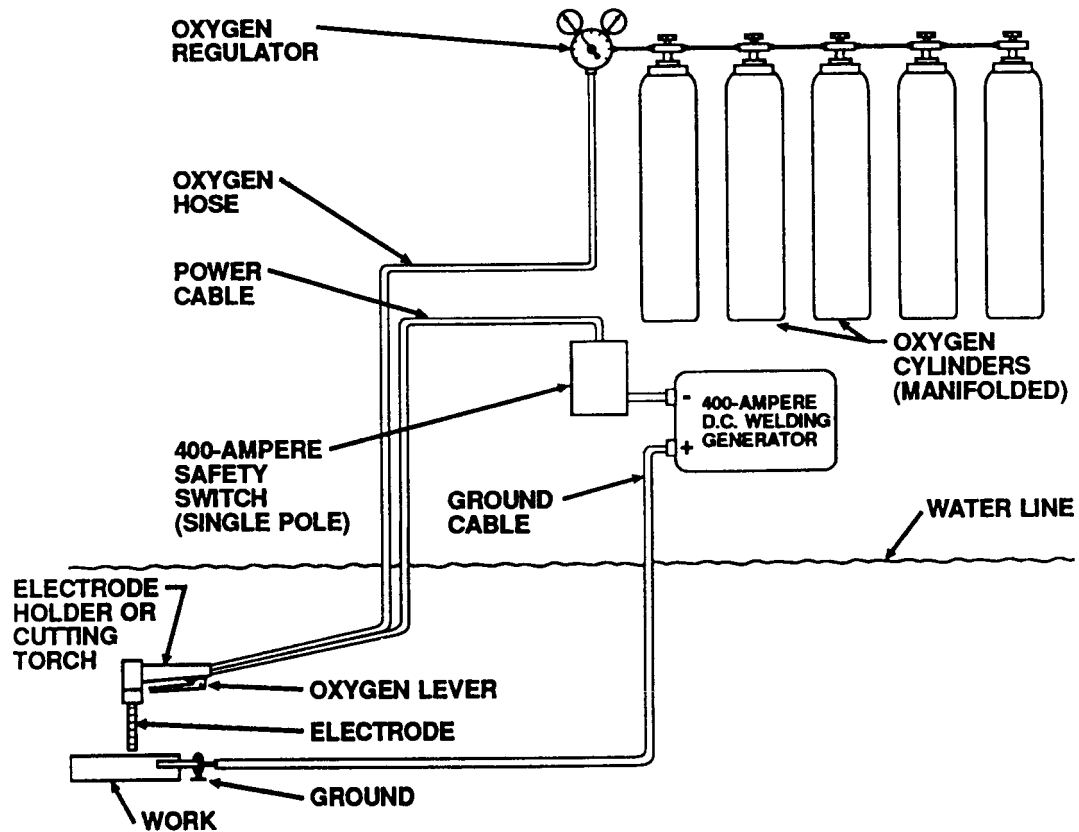 OXYGEN
REGULATOR
OXYGEN
HOSE
POWER
CABLE
OXYGEN
CYLINDERS
(MANIFOLDED)
-
400-AMPERE
D.C. WELDING
GENERATOR
+
400-AMPERE
SAFETY
SWITCH
(SINGLE POLE)
GROUND
CABLE
WATER LINE
ELECTRODE
HOLDER OR
CUTTING
TORCH
OXYGEN LEVER
ELECTRODE
GROUND
WORK